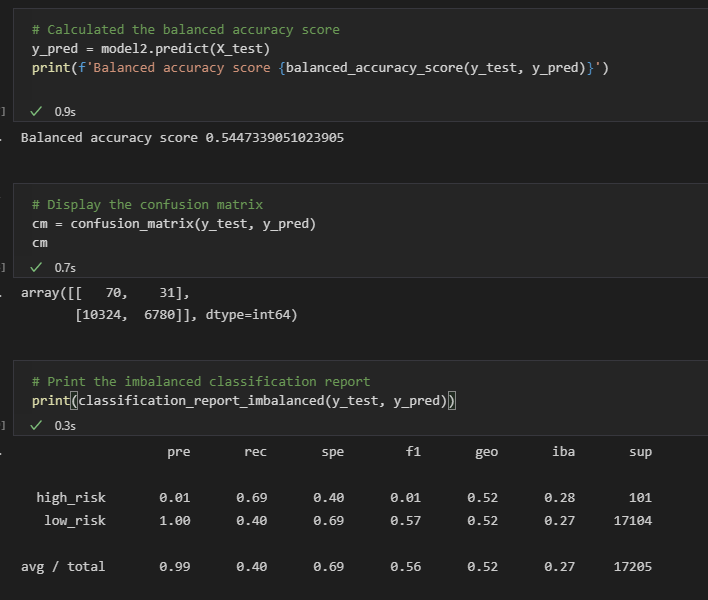 # Calculated the balanced accuracy score
y_pred = model2.predict(X_test)
print(f'Balanced accuracy score {balanced_accuracy_score(y_test, y_pred)}')
] ✓ 0.9s
Balanced accuracy score 0.5447339051023905
# Display the confusion matrix
cm = confusion_matrix(y_test, y_pred)
cm
] ✓ 0.7s
array([[   70,    31],
       [10324,  6780]], dtype=int64)
# Print the imbalanced classification report
print(classification_report_imbalanced(y_test, y_pred))
] ✓ 0.3s
pre rec spe f1 geo iba sup
high_risk 0.01 0.69 0.40 0.01 0.52 0.28 101
low_risk 1.00 0.40 0.69 0.57 0.52 0.27 17104
avg / total 0.99 0.40 0.69 0.56 0.52 0.27 17205